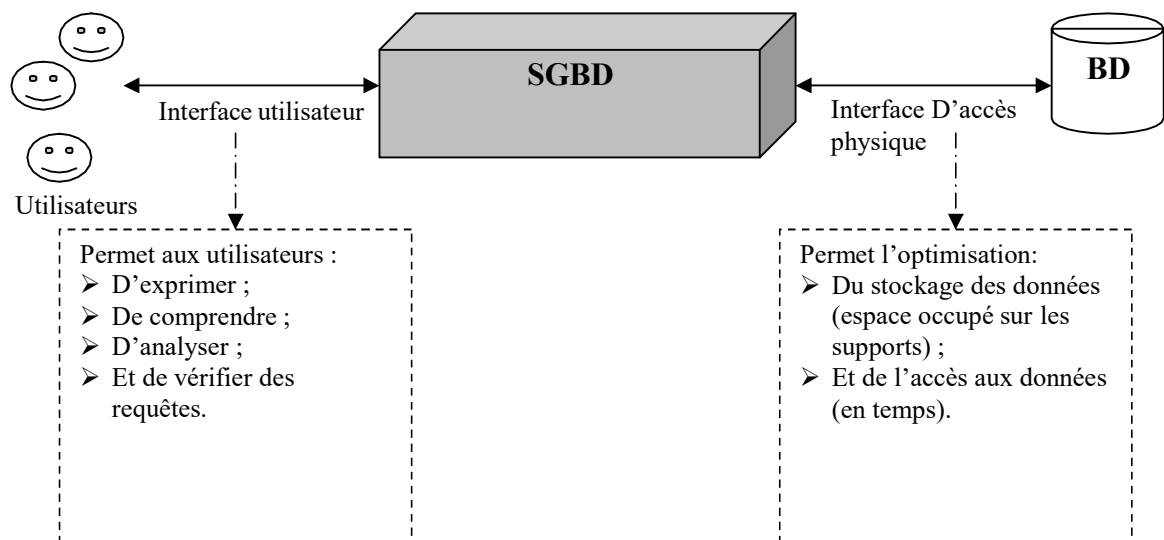 SGBD
BD
Interface utilisateur
Interface D’accès
physique
Utilisateurs
Permet aux utilisateurs :
➢ D’exprimer ;
➢ De comprendre ;
➢ D’analyser ;
➢ Et de vérifier des
requêtes.
Permet l’optimisation:
➢ Du stockage des données
(espace occupé sur les
supports) ;
➢ Et de l’accès aux données
(en temps).